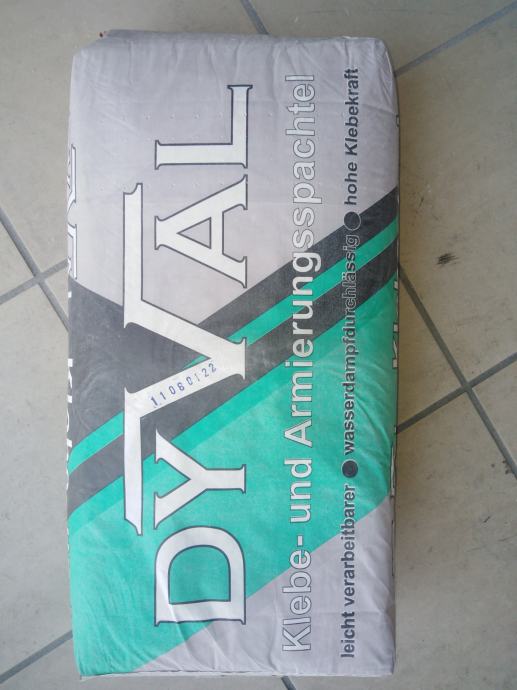 DYVAL
11060122
Klebe- und Armierungsspachtel
leicht verarbeitbarer ● wasserdampfdurchlässig ● hohe Klebekraft